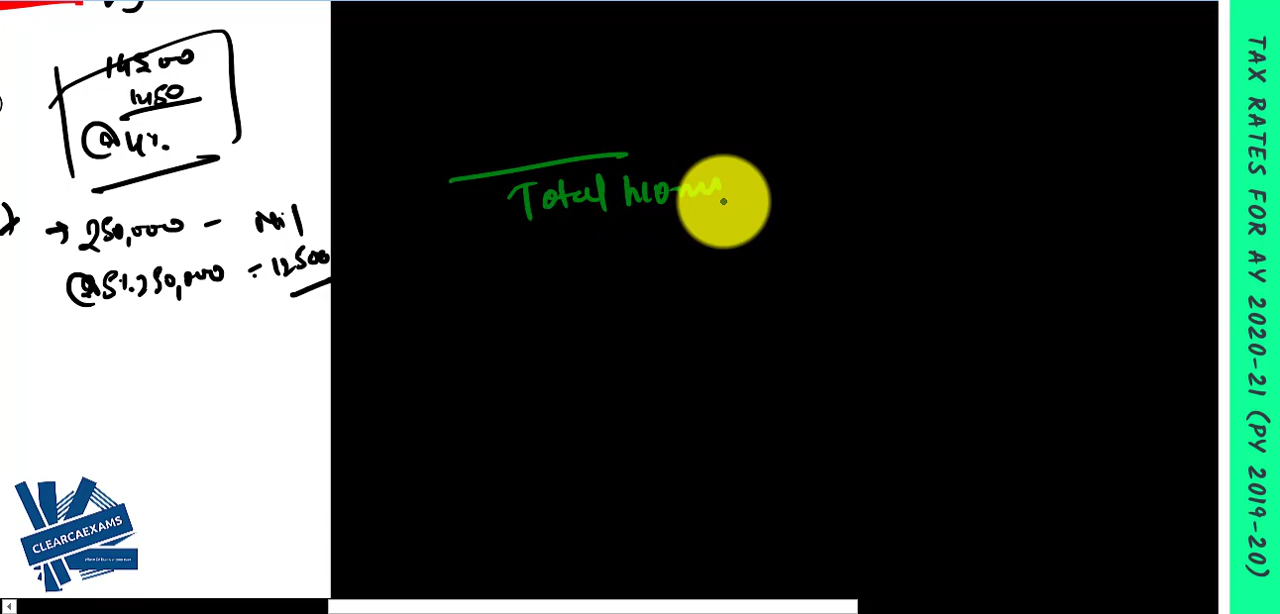 14500
1450
@4%.
→ 250,000 - Nil
@5% 250,000 = 12500
Total Income
CLEARCAEXAMS
TAX RATES FOR AY 2020-21 (PY 2019-20)